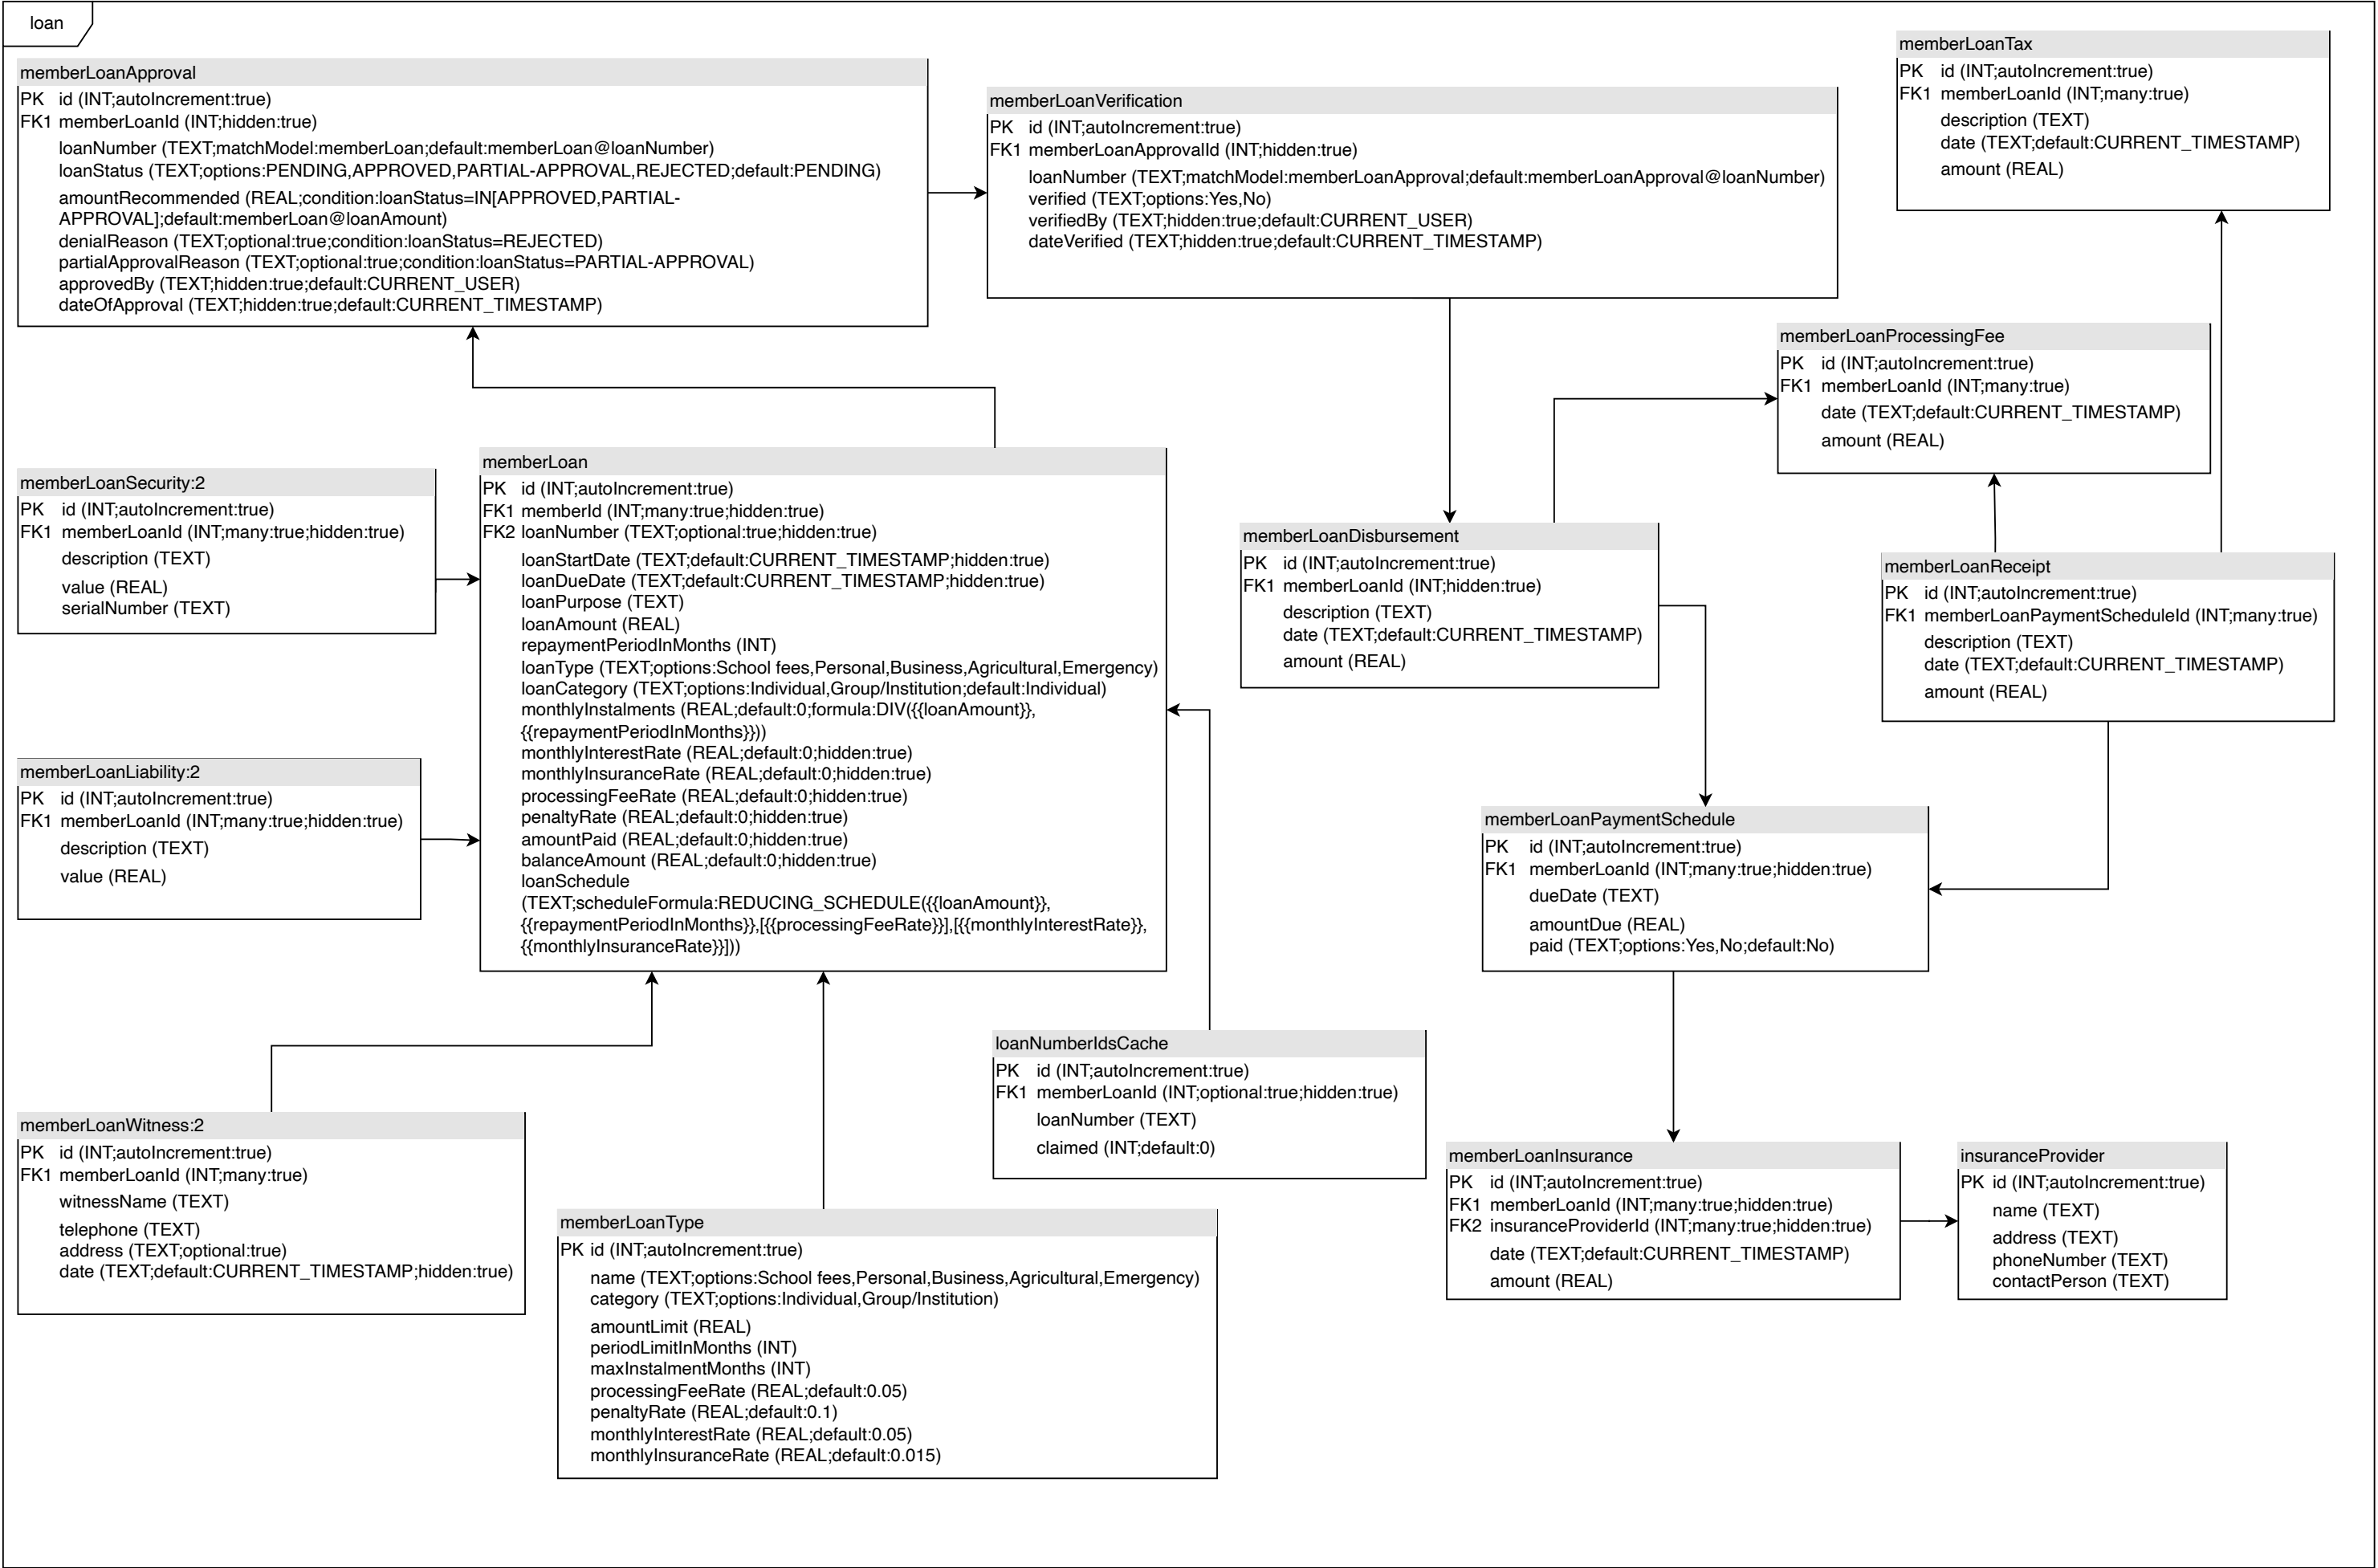 loan
memberLoanApproval
PK id (INT;autoIncrement:true)
FK1 memberLoanId (INT;hidden:true)
loanNumber (TEXT;matchModel:memberLoan;default:memberLoan@loanNumber)
loanStatus (TEXT;options:PENDING,APPROVED,PARTIAL-APPROVAL,REJECTED;default:PENDING)
amountRecommended (REAL;condition:loanStatus=IN[APPROVED,PARTIAL-
APPROVAL];default:memberLoan@loanAmount)
denialReason (TEXT;optional:true;condition:loanStatus=REJECTED)
partialApprovalReason (TEXT;optional:true;condition:loanStatus=PARTIAL-APPROVAL)
approvedBy (TEXT;hidden:true;default:CURRENT_USER)
dateOfApproval (TEXT;hidden:true;default:CURRENT_TIMESTAMP)
memberLoanVerification
PK id (INT;autoIncrement:true)
FK1 memberLoanApprovalId (INT;hidden:true)
loanNumber (TEXT;matchModel:memberLoanApproval;default:memberLoanApproval@loanNumber)
verified (TEXT;options:Yes,No)
verifiedBy (TEXT;hidden:true;default:CURRENT_USER)
dateVerified (TEXT;hidden:true;default:CURRENT_TIMESTAMP)
memberLoanTax
PK id (INT;autoIncrement:true)
FK1 memberLoanId (INT;many:true)
description (TEXT)
date (TEXT;default:CURRENT_TIMESTAMP)
amount (REAL)
memberLoanProcessingFee
PK id (INT;autoIncrement:true)
FK1 memberLoanId (INT;many:true)
date (TEXT;default:CURRENT_TIMESTAMP)
amount (REAL)
memberLoanSecurity:2
PK id (INT;autoIncrement:true)
FK1 memberLoanId (INT;many:true;hidden:true)
description (TEXT)
value (REAL)
serialNumber (TEXT)
memberLoan
PK id (INT;autoIncrement:true)
FK1 memberId (INT;many:true;hidden:true)
FK2 loanNumber (TEXT;optional:true;hidden:true)
loanStartDate (TEXT;default:CURRENT_TIMESTAMP;hidden:true)
loanDueDate (TEXT;default:CURRENT_TIMESTAMP;hidden:true)
loanPurpose (TEXT)
loanAmount (REAL)
repaymentPeriodInMonths (INT)
loanType (TEXT;options:School fees,Personal,Business,Agricultural,Emergency)
loanCategory (TEXT;options:Individual,Group/Institution;default:Individual)
monthlyInstalments (REAL;default:0;formula:DIV({{loanAmount}},
{{repaymentPeriodInMonths}}))
monthlyInterestRate (REAL;default:0;hidden:true)
monthlyInsuranceRate (REAL;default:0;hidden:true)
processingFeeRate (REAL;default:0;hidden:true)
penaltyRate (REAL;default:0;hidden:true)
amountPaid (REAL;default:0;hidden:true)
balanceAmount (REAL;default:0;hidden:true)
loanSchedule
(TEXT;scheduleFormula:REDUCING_SCHEDULE({{loanAmount}},
{{repaymentPeriodInMonths}},[{{processingFeeRate}}],[{{monthlyInterestRate}},
{{monthlyInsuranceRate}}]))
memberLoanDisbursement
PK id (INT;autoIncrement:true)
FK1 memberLoanId (INT;hidden:true)
description (TEXT)
date (TEXT;default:CURRENT_TIMESTAMP)
amount (REAL)
memberLoanReceipt
PK id (INT;autoIncrement:true)
FK1 memberLoanPaymentScheduleId (INT;many:true)
description (TEXT)
date (TEXT;default:CURRENT_TIMESTAMP)
amount (REAL)
memberLoanLiability:2
PK id (INT;autoIncrement:true)
FK1 memberLoanId (INT;many:true;hidden:true)
description (TEXT)
value (REAL)
memberLoanPaymentSchedule
PK id (INT;autoIncrement:true)
FK1 memberLoanId (INT;many:true;hidden:true)
dueDate (TEXT)
amountDue (REAL)
paid (TEXT;options:Yes,No;default:No)
loanNumberIdsCache
PK id (INT;autoIncrement:true)
FK1 memberLoanId (INT;optional:true;hidden:true)
loanNumber (TEXT)
claimed (INT;default:0)
memberLoanWitness:2
PK id (INT;autoIncrement:true)
FK1 memberLoanId (INT;many:true)
witnessName (TEXT)
telephone (TEXT)
address (TEXT;optional:true)
date (TEXT;default:CURRENT_TIMESTAMP;hidden:true)
memberLoanType
PK id (INT;autoIncrement:true)
name (TEXT;options:School fees,Personal,Business,Agricultural,Emergency)
category (TEXT;options:Individual,Group/Institution)
amountLimit (REAL)
periodLimitInMonths (INT)
maxInstalmentMonths (INT)
processingFeeRate (REAL;default:0.05)
penaltyRate (REAL;default:0.1)
monthlyInterestRate (REAL;default:0.05)
monthlyInsuranceRate (REAL;default:0.015)
memberLoanInsurance
PK id (INT;autoIncrement:true)
FK1 memberLoanId (INT;many:true;hidden:true)
FK2 insuranceProviderId (INT;many:true;hidden:true)
date (TEXT;default:CURRENT_TIMESTAMP)
amount (REAL)
insuranceProvider
PK id (INT;autoIncrement:true)
name (TEXT)
address (TEXT)
phoneNumber (TEXT)
contactPerson (TEXT)